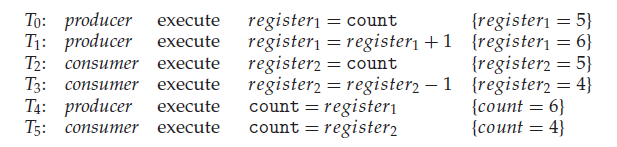 T₀: producer execute register₁ = count {register₁ = 5}
T₁: producer execute register₁ = register₁ + 1 {register₁ = 6}
T₂: consumer execute register₂ = count {register₂ = 5}
T₃: consumer execute register₂ = register₂ − 1 {register₂ = 4}
T₄: producer execute count = register₁ {count = 6}
T₅: consumer execute count = register₂ {count = 4}